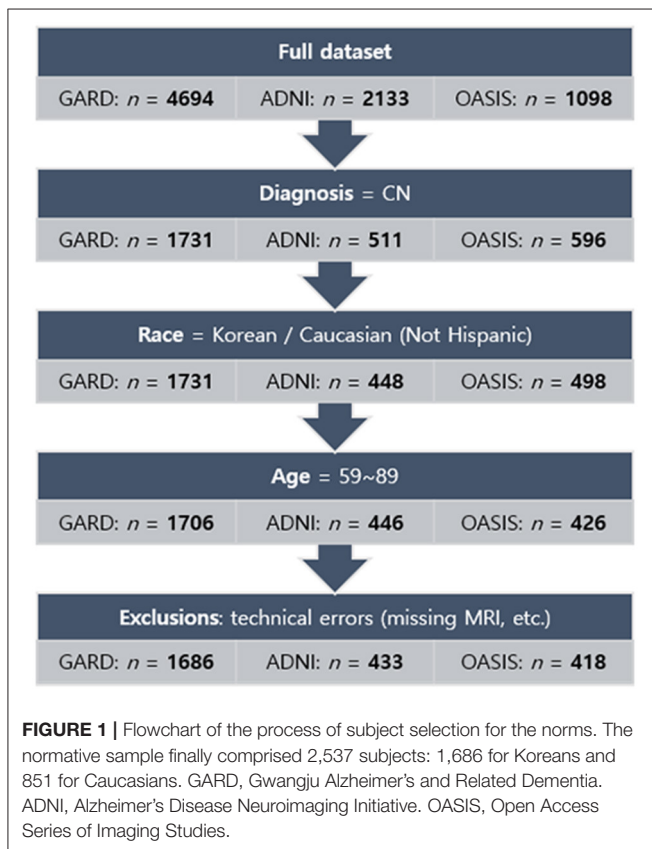 Full dataset
GARD: n = 4694 ADNI: n = 2133 OASIS: n = 1098
Diagnosis = CN
GARD: n = 1731 ADNI: n = 511 OASIS: n = 596
Race = Korean / Caucasian (Not Hispanic)
GARD: n = 1731 ADNI: n = 448 OASIS: n = 498
Age = 59~89
GARD: n = 1706 ADNI: n = 446 OASIS: n = 426
Exclusions: technical errors (missing MRI, etc.)
GARD: n = 1686 ADNI: n = 433 OASIS: n = 418
FIGURE 1 | Flowchart of the process of subject selection for the norms. The
normative sample finally comprised 2,537 subjects: 1,686 for Koreans and
851 for Caucasians. GARD, Gwangju Alzheimer's and Related Dementia.
ADNI, Alzheimer's Disease Neuroimaging Initiative. OASIS, Open Access
Series of Imaging Studies.